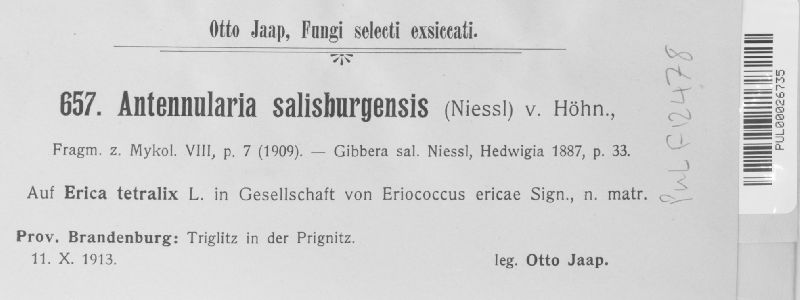 Otto Jaap, Fungi selecti exsiccati.
657. Antennularia salisburgensis (Niessl) v. Höhn.,
Fragm. z. Mykol. VIII, p. 7 (1909). — Gibbera sal. Niessl, Hedwigia 1887, p. 33.
Auf Erica tetralix L. in Gesellschaft von Eriococcus ericae Sign., n. matr.
Prov. Brandenburg: Triglitz in der Prignitz.
11. X. 1913.
leg. Otto Jaap.
PUL F12478
PUL00026735